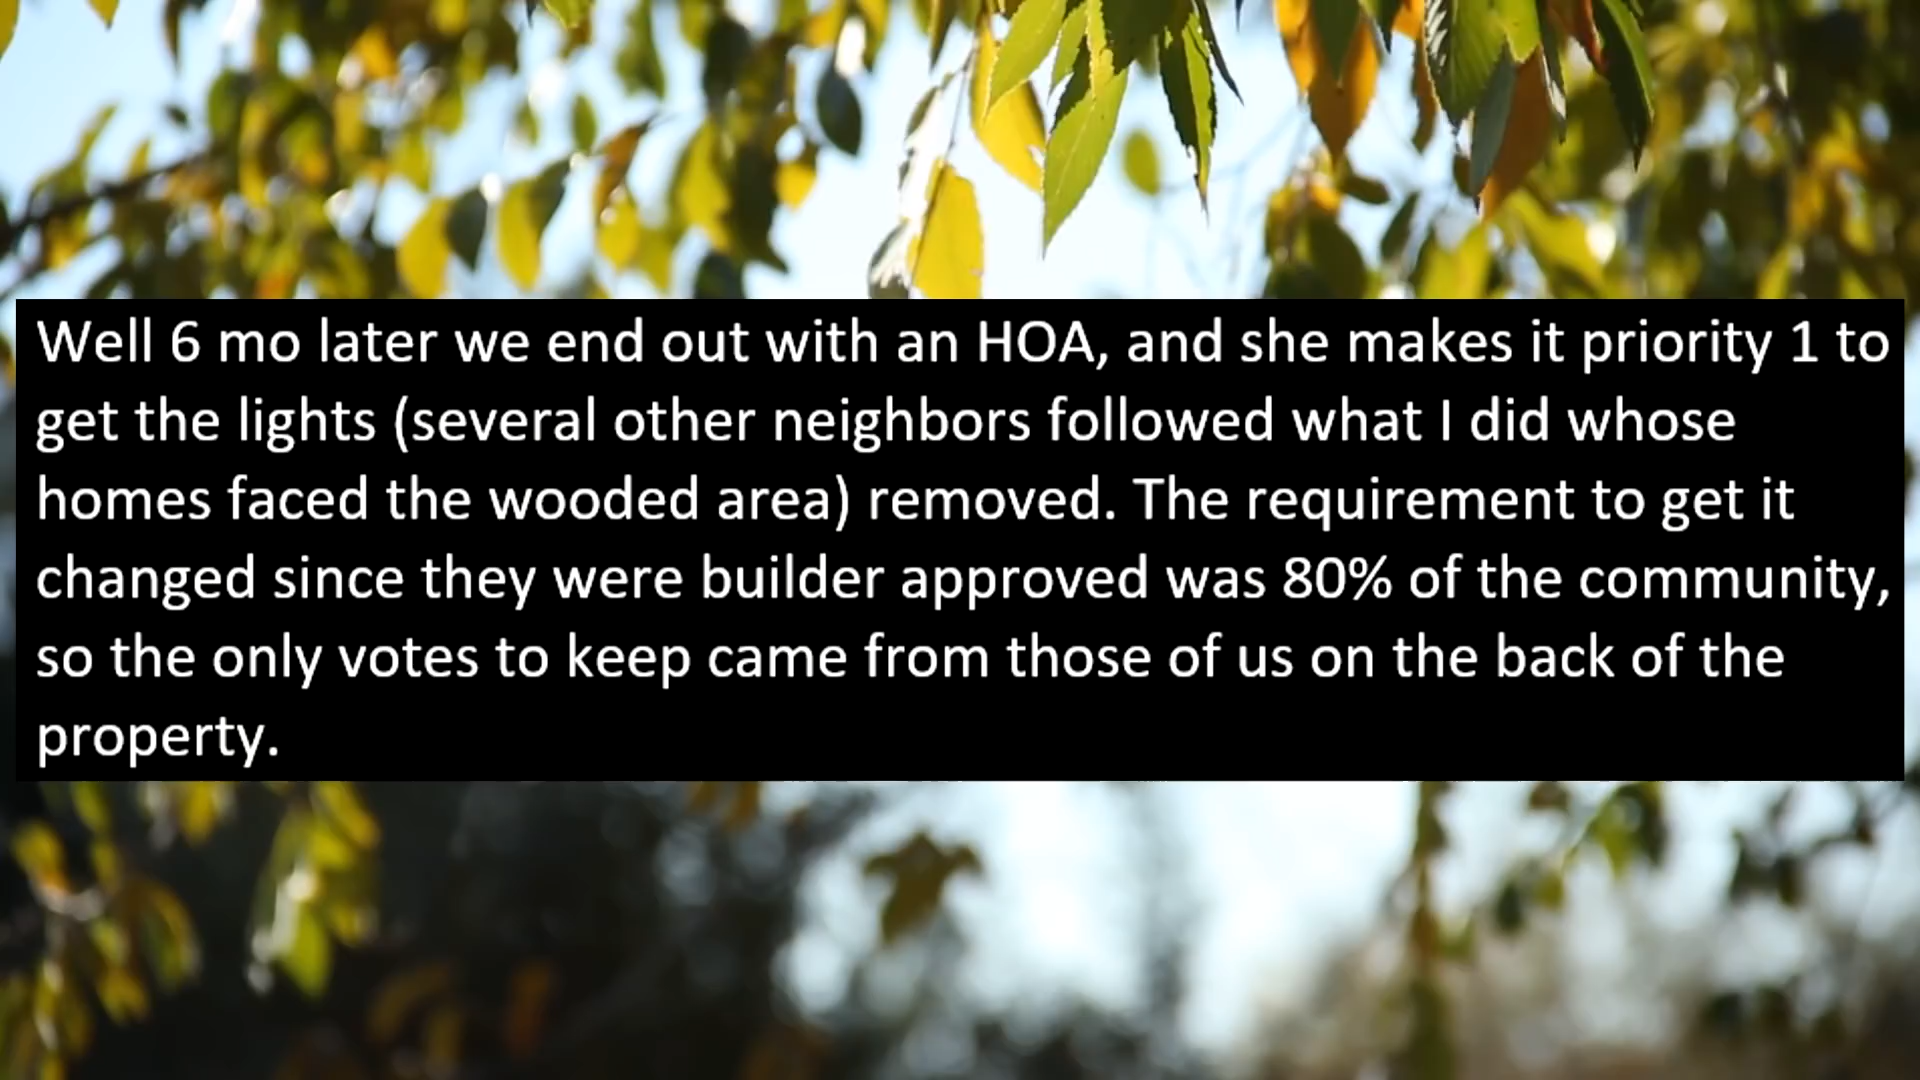 Well 6 mo later we end out with an HOA, and she makes it priority 1 to
get the lights (several other neighbors followed what I did whose
homes faced the wooded area) removed. The requirement to get it
changed since they were builder approved was 80% of the community,
so the only votes to keep came from those of us on the back of the
property.